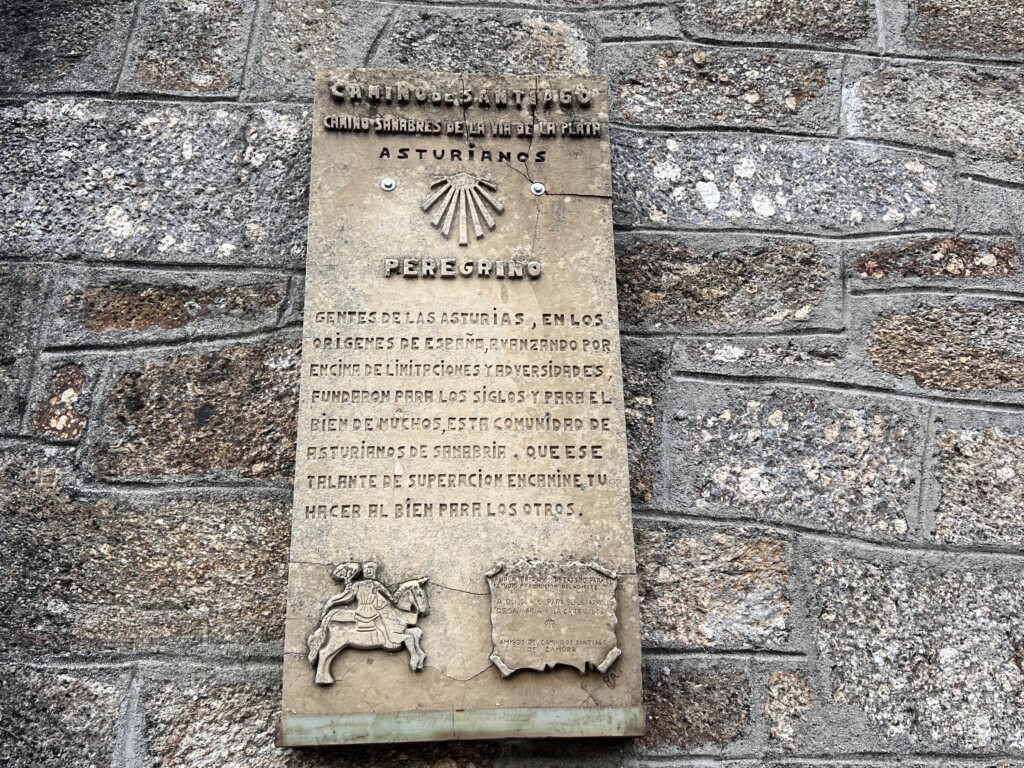 CAMINO DE SANTIAGO
CAMINO SANABRES DE LA VIA DE LA PLATA
ASTURIANOS
PEREGRINO
GENTES DE LAS ASTURIAS, EN LOS
ORIGENES DE ESPAÑA, AVANZANDO POR
ENCIMA DE LIMITACIONES Y ADVERSIDADES,
FUNDARON PARA LOS SIGLOS Y PARA EL
BIEN DE MUCHOS, ESTA COMUNIDAD DE
ASTURIANOS DE SANABRIA. QUE ESE
TALANTE DE SUPERACION ENCAMINE TU
HACER AL BIEN PARA LOS OTROS.
AMIGOS DEL CAMINO DE SANTIAGO
DE ZAMORA